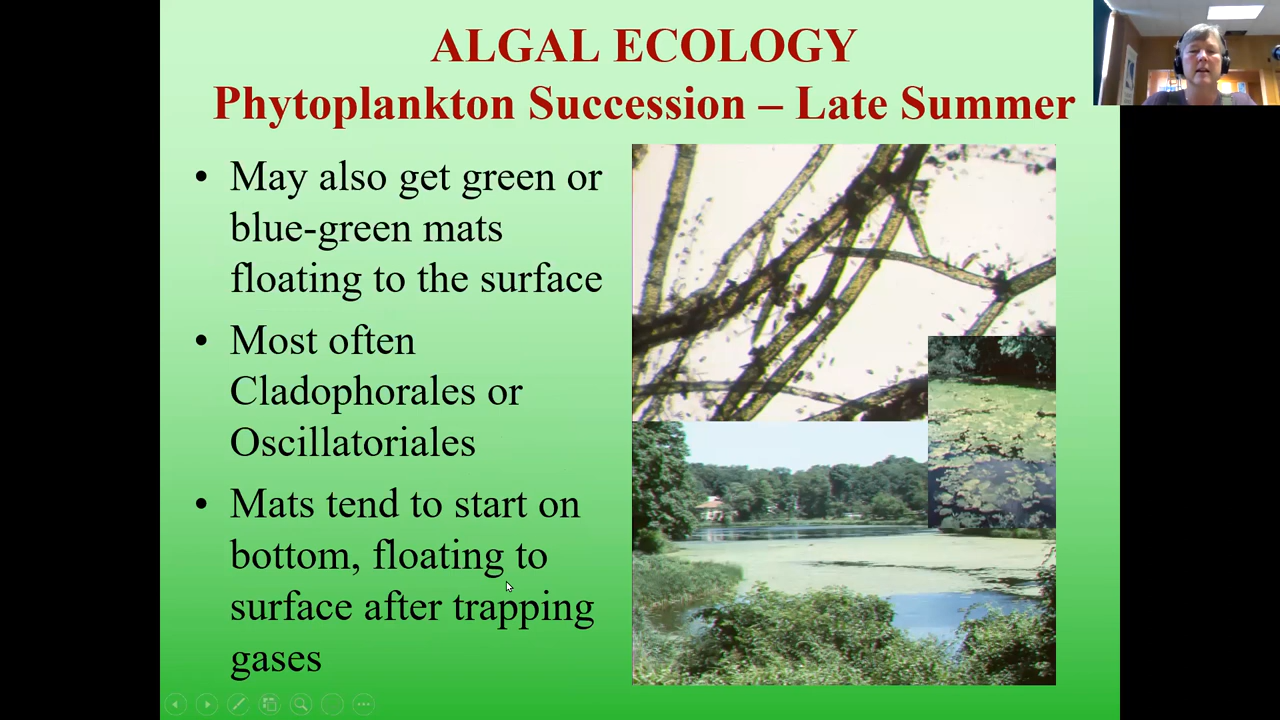 ALGAL ECOLOGY
Phytoplankton Succession – Late Summer
• May also get green or
blue-green mats
floating to the surface
• Most often
Cladophorales or
Oscillatoriales
• Mats tend to start on
bottom, floating to
surface after trapping
gases